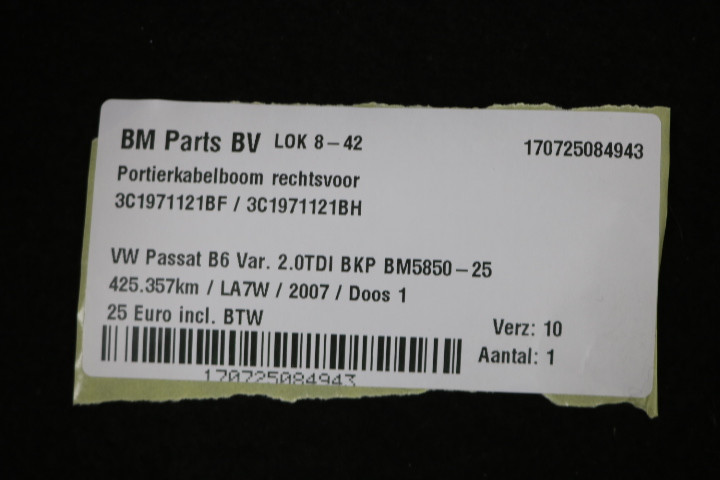 BM Parts BV LOK 8-42 170725084943
Portierkabelboom rechtsvoor
3C1971121BF / 3C1971121BH
VW Passat B6 Var. 2.0TDI BKP BM5850-25
425.357km / LA7W / 2007 / Doos 1
25 Euro incl. BTW
Verz: 10
Aantal: 1
170725084943